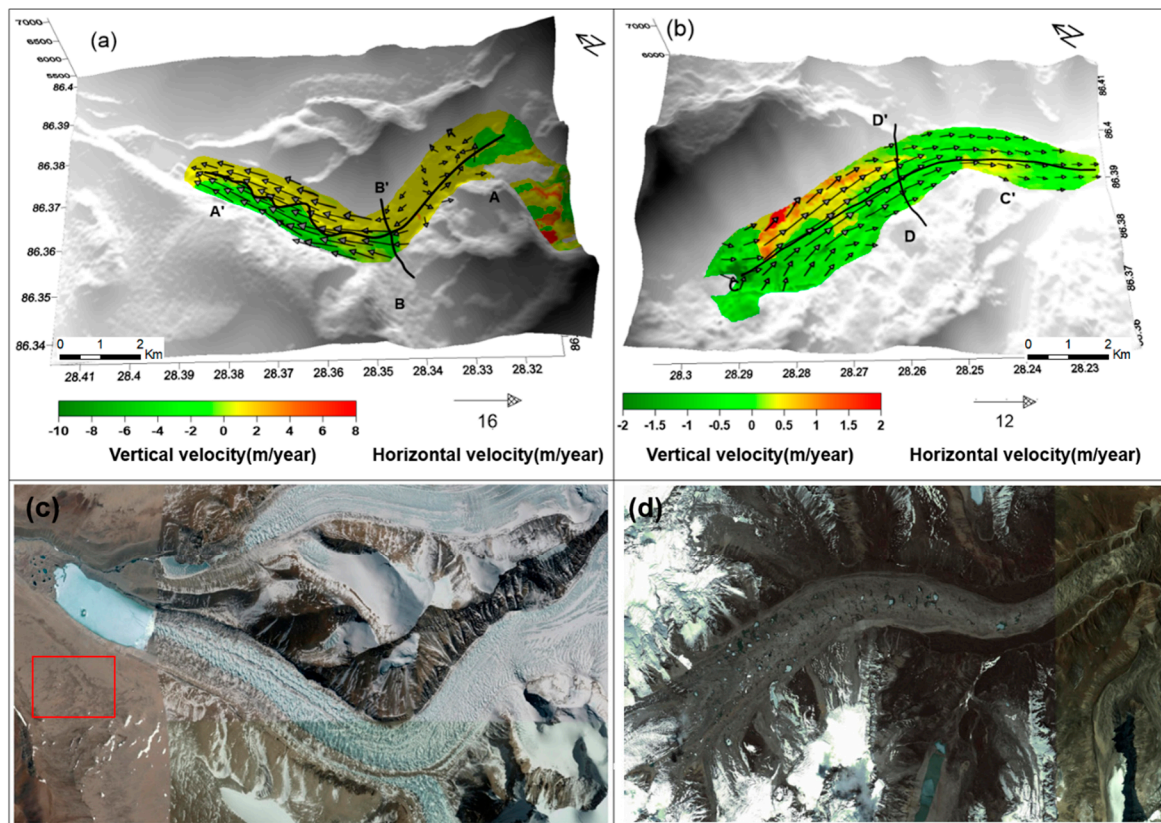 (a)
7000
6500
6000
5500
86.4
86.39
86.38
86.37
86.36
86.35
86.34
A'
B'
A
B
0 1 2
Km
28.41 28.4 28.39 28.38 28.37 28.36 28.35 28.34 28.33 28.32
86.
-10 -8 -6 -4 -2 0 2 4 6 8
16
Vertical velocity(m/year)
Horizontal velocity(m/year)
(b)
7000
6000
86.41
86.4
86.39
86.38
86.37
86.36
D'
D
C'
C
0 1 2
Km
28.3 28.29 28.28 28.27 28.26 28.25 28.24 28.23
-2 -1.5 -1 -0.5 0 0.5 1 1.5 2
12
Vertical velocity(m/year)
Horizontal velocity(m/year)
(c)
(d)